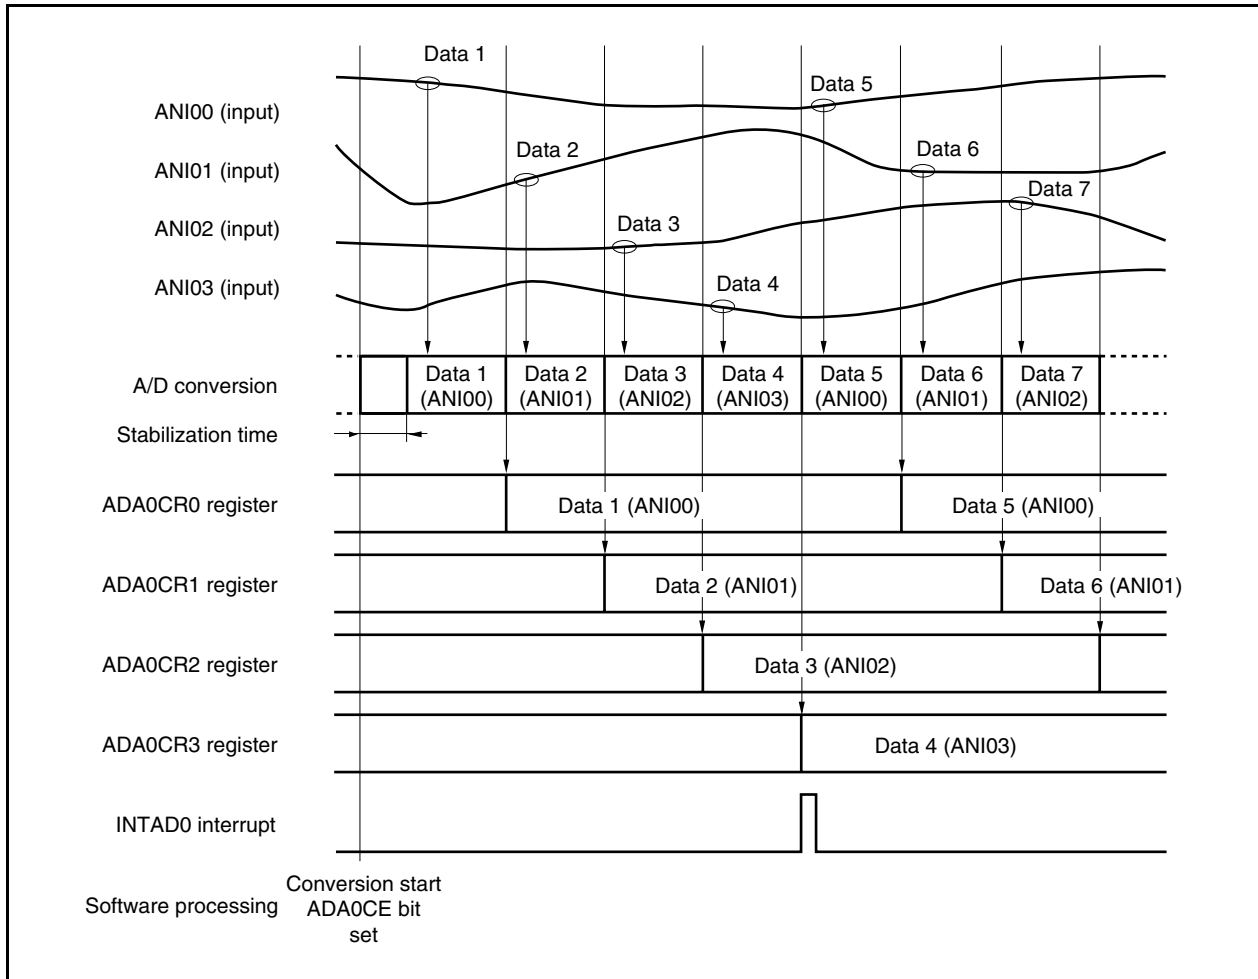 Data 1
Data 5
ANI00 (input)
Data 2
Data 6
ANI01 (input)
Data 7
Data 3
ANI02 (input)
Data 4
ANI03 (input)
A/D conversion
Data 1 (ANI00)
Data 2 (ANI01)
Data 3 (ANI02)
Data 4 (ANI03)
Data 5 (ANI00)
Data 6 (ANI01)
Data 7 (ANI02)
Stabilization time
ADA0CR0 register
Data 1 (ANI00)
Data 5 (ANI00)
ADA0CR1 register
Data 2 (ANI01)
Data 6 (ANI01)
ADA0CR2 register
Data 3 (ANI02)
ADA0CR3 register
Data 4 (ANI03)
INTAD0 interrupt
Software processing
Conversion start
ADA0CE bit
set